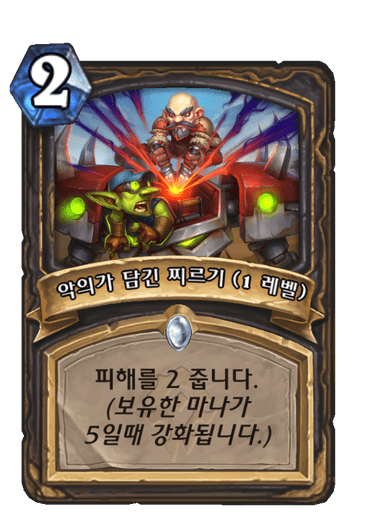 2
악의가 담긴 찌르기 (1 레벨)
피해를 2 줍니다.
(보유한 마나가
5일때 강화됩니다.)